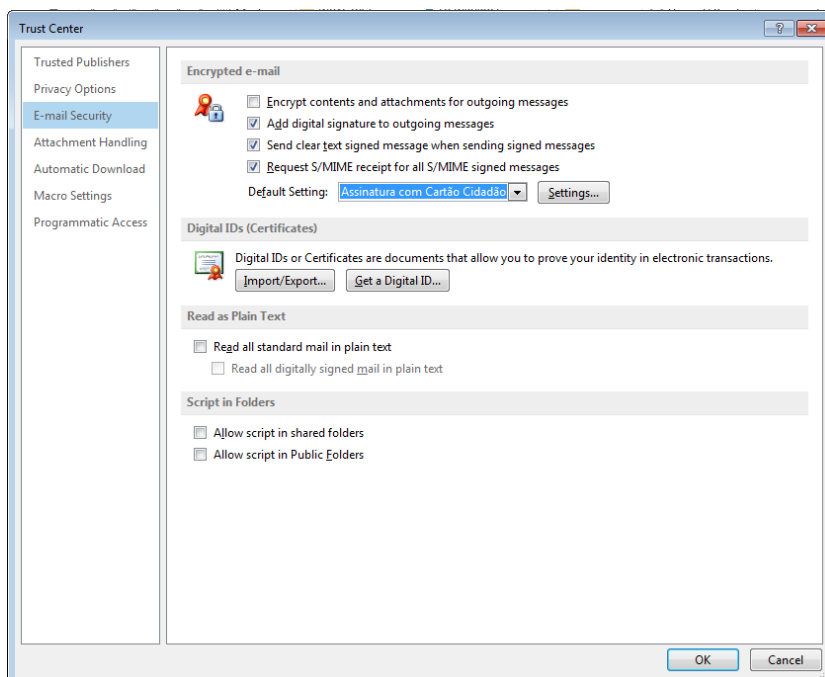 Trust Center
Trusted Publishers
Privacy Options
E-mail Security
Attachment Handling
Automatic Download
Macro Settings
Programmatic Access
Encrypted e-mail
Encrypt contents and attachments for outgoing messages
Add digital signature to outgoing messages
Send clear text signed message when sending signed messages
Request S/MIME receipt for all S/MIME signed messages
Default Setting: Assinatura com Cartão Cidadão Settings...
Digital IDs (Certificates)
Digital IDs or Certificates are documents that allow you to prove your identity in electronic transactions.
Import/Export... Get a Digital ID...
Read as Plain Text
Read all standard mail in plain text
Read all digitally signed mail in plain text
Script in Folders
Allow script in shared folders
Allow script in Public Folders
OK Cancel